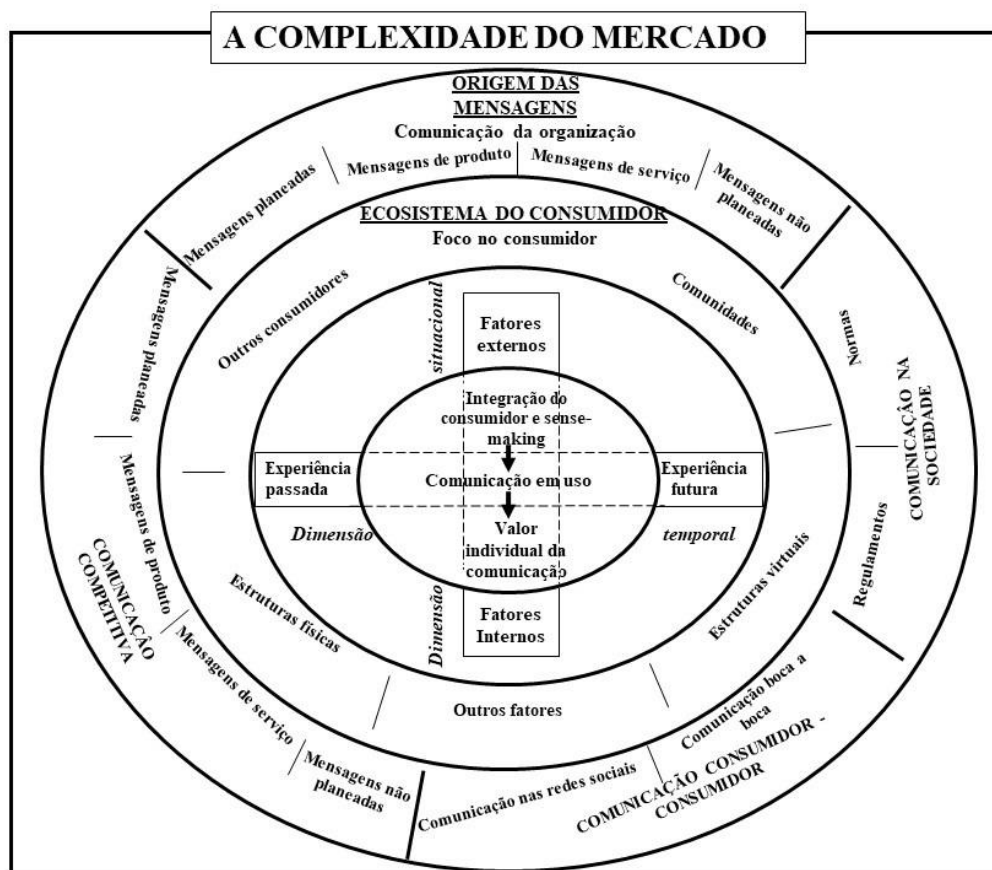 A COMPLEXIDADE DO MERCADO
ORIGEM DAS
MENSAGENS
Comunicação da organização
Mensagens planeadas
Mensagens de produto
Mensagens de serviço
Mensagens não
planeadas
ECOSISTEMA DO CONSUMIDOR
Foco no consumidor
Outros consumidores
Comunidades
Mensagens planeadas
Mensagens de produto
COMUNICAÇÃO
COMPETITIVA
Mensagens de serviço
Mensagens não
planeadas
Normas
COMUNICAÇÃO NA
SOCIEDADE
Regulamentos
situacional
Fatores
externos
Integração do
consumidor e sense-
making
Experiência
passada
Comunicação em uso
Experiência
futura
Dimensão
temporal
Valor
individual da
comunicação
Dimensão
Fatores
Internos
Estruturas físicas
Estruturas virtuais
Outros fatores
Comunicação nas redes sociais
Comunicação boca a
boca
COMUNICAÇÃO CONSUMIDOR -
CONSUMIDOR